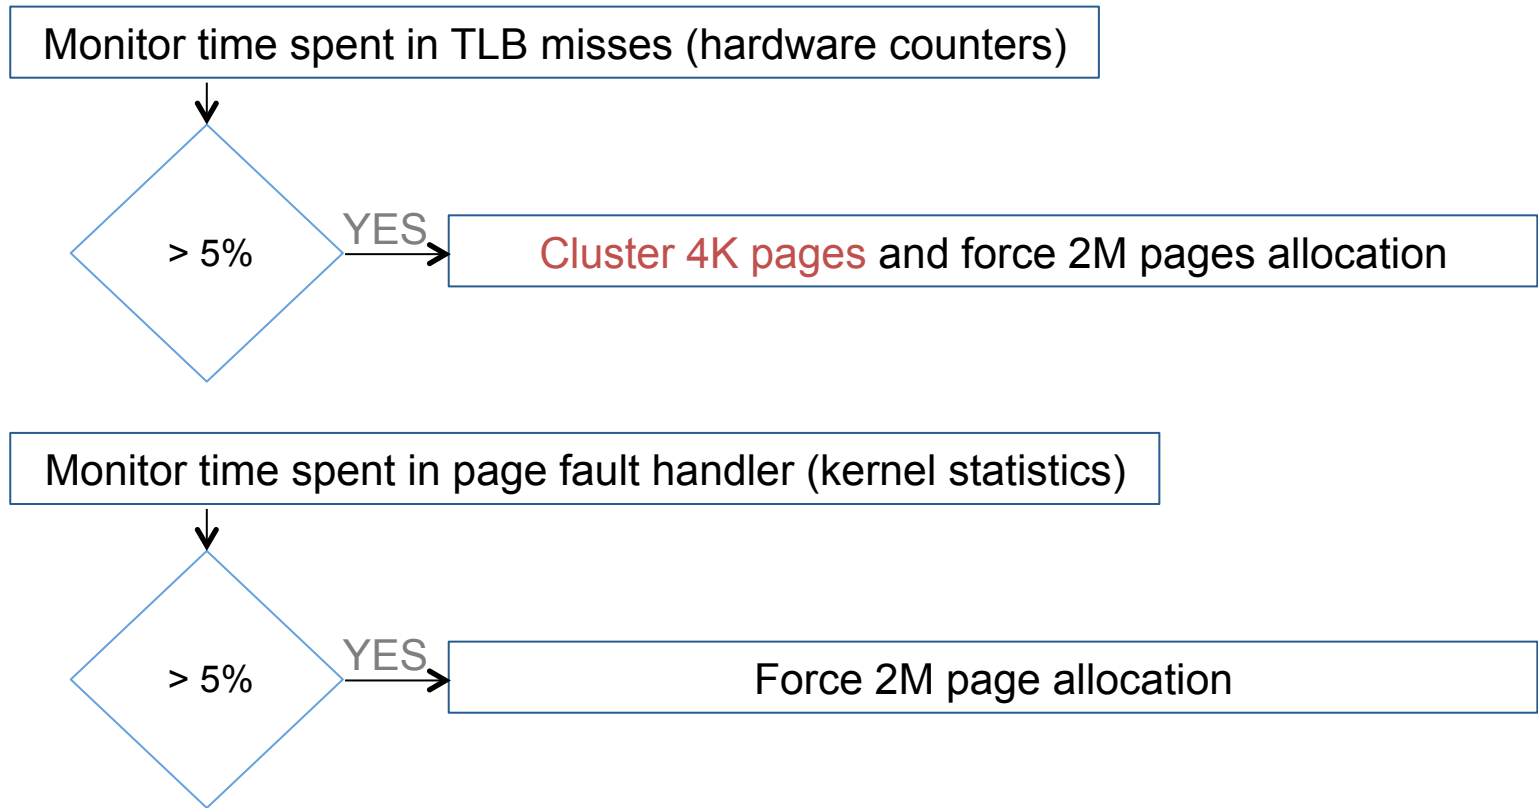 Monitor time spent in TLB misses (hardware counters)
> 5%
YES
Cluster 4K pages and force 2M pages allocation
Monitor time spent in page fault handler (kernel statistics)
> 5%
YES
Force 2M page allocation